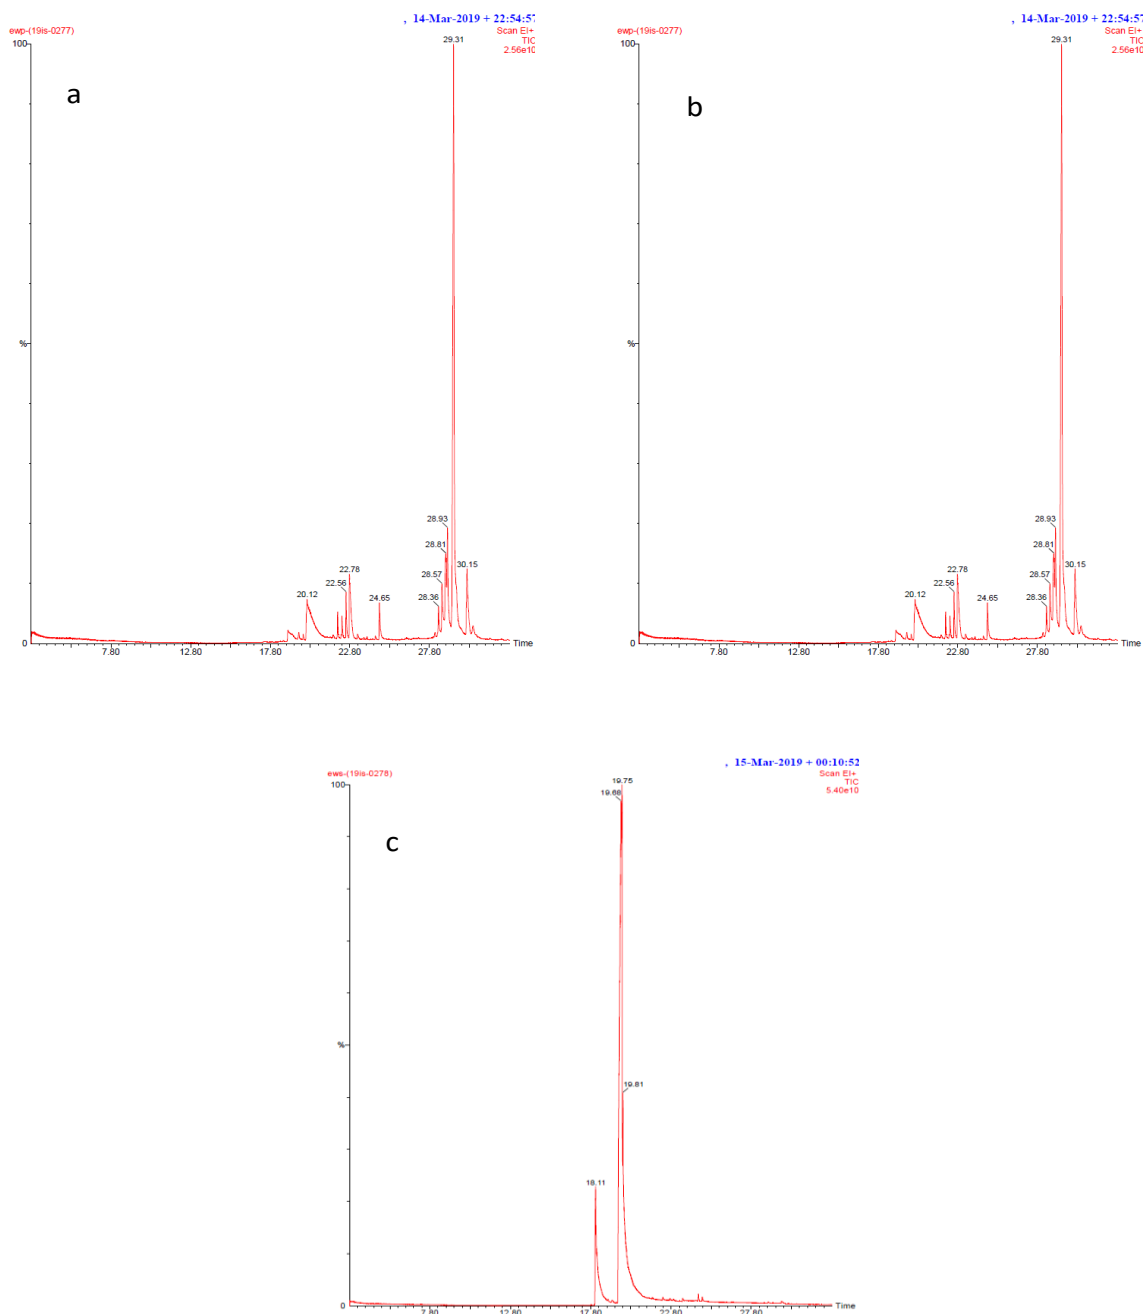 , 14-Mar-2019 + 22:54:57
ewp-(19is-0277)
Scan EI+
TIC
2.56e10
29.31
100
a
%
28.93
28.81
28.57
28.36
30.15
22.78
22.56
20.12
24.65
0
7.80 12.80 17.80 22.80 27.80
Time
, 14-Mar-2019 + 22:54:57
ewp-(19is-0277)
Scan EI+
TIC
2.56e10
29.31
100
b
%
28.93
28.81
28.57
28.36
30.15
22.78
22.56
20.12
24.65
0
7.80 12.80 17.80 22.80 27.80
Time
, 15-Mar-2019 + 00:10:52
ews-(19is-0278)
Scan EI+
TIC
5.40e10
19.75
19.68
100
c
%
19.81
18.11
0
7.80 12.80 17.80 22.80 27.80
Time